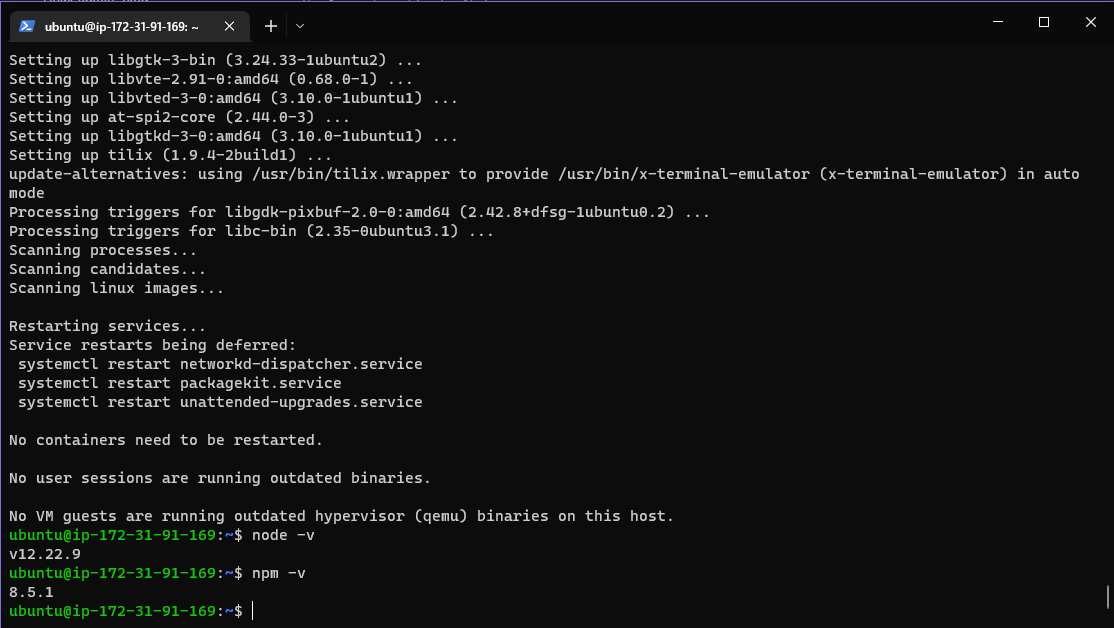 ubuntu@ip-172-31-91-169: ~
Setting up libgtk-3-bin (3.24.33-1ubuntu2) ...
Setting up libvte-2.91-0:amd64 (0.68.0-1) ...
Setting up libvted-3-0:amd64 (3.10.0-1ubuntu1) ...
Setting up at-spi2-core (2.44.0-3) ...
Setting up libgtkd-3-0:amd64 (3.10.0-1ubuntu1) ...
Setting up tilix (1.9.4-2build1) ...
update-alternatives: using /usr/bin/tilix.wrapper to provide /usr/bin/x-terminal-emulator (x-terminal-emulator) in auto
mode
Processing triggers for libgdk-pixbuf-2.0-0:amd64 (2.42.8+dfsg-1ubuntu0.2) ...
Processing triggers for libc-bin (2.35-0ubuntu3.1) ...
Scanning processes...
Scanning candidates...
Scanning linux images...
Restarting services...
Service restarts being deferred:
systemctl restart networkd-dispatcher.service
systemctl restart packagekit.service
systemctl restart unattended-upgrades.service
No containers need to be restarted.
No user sessions are running outdated binaries.
No VM guests are running outdated hypervisor (qemu) binaries on this host.
ubuntu@ip-172-31-91-169:~$ node -v
v12.22.9
ubuntu@ip-172-31-91-169:~$ npm -v
8.5.1
ubuntu@ip-172-31-91-169:~$